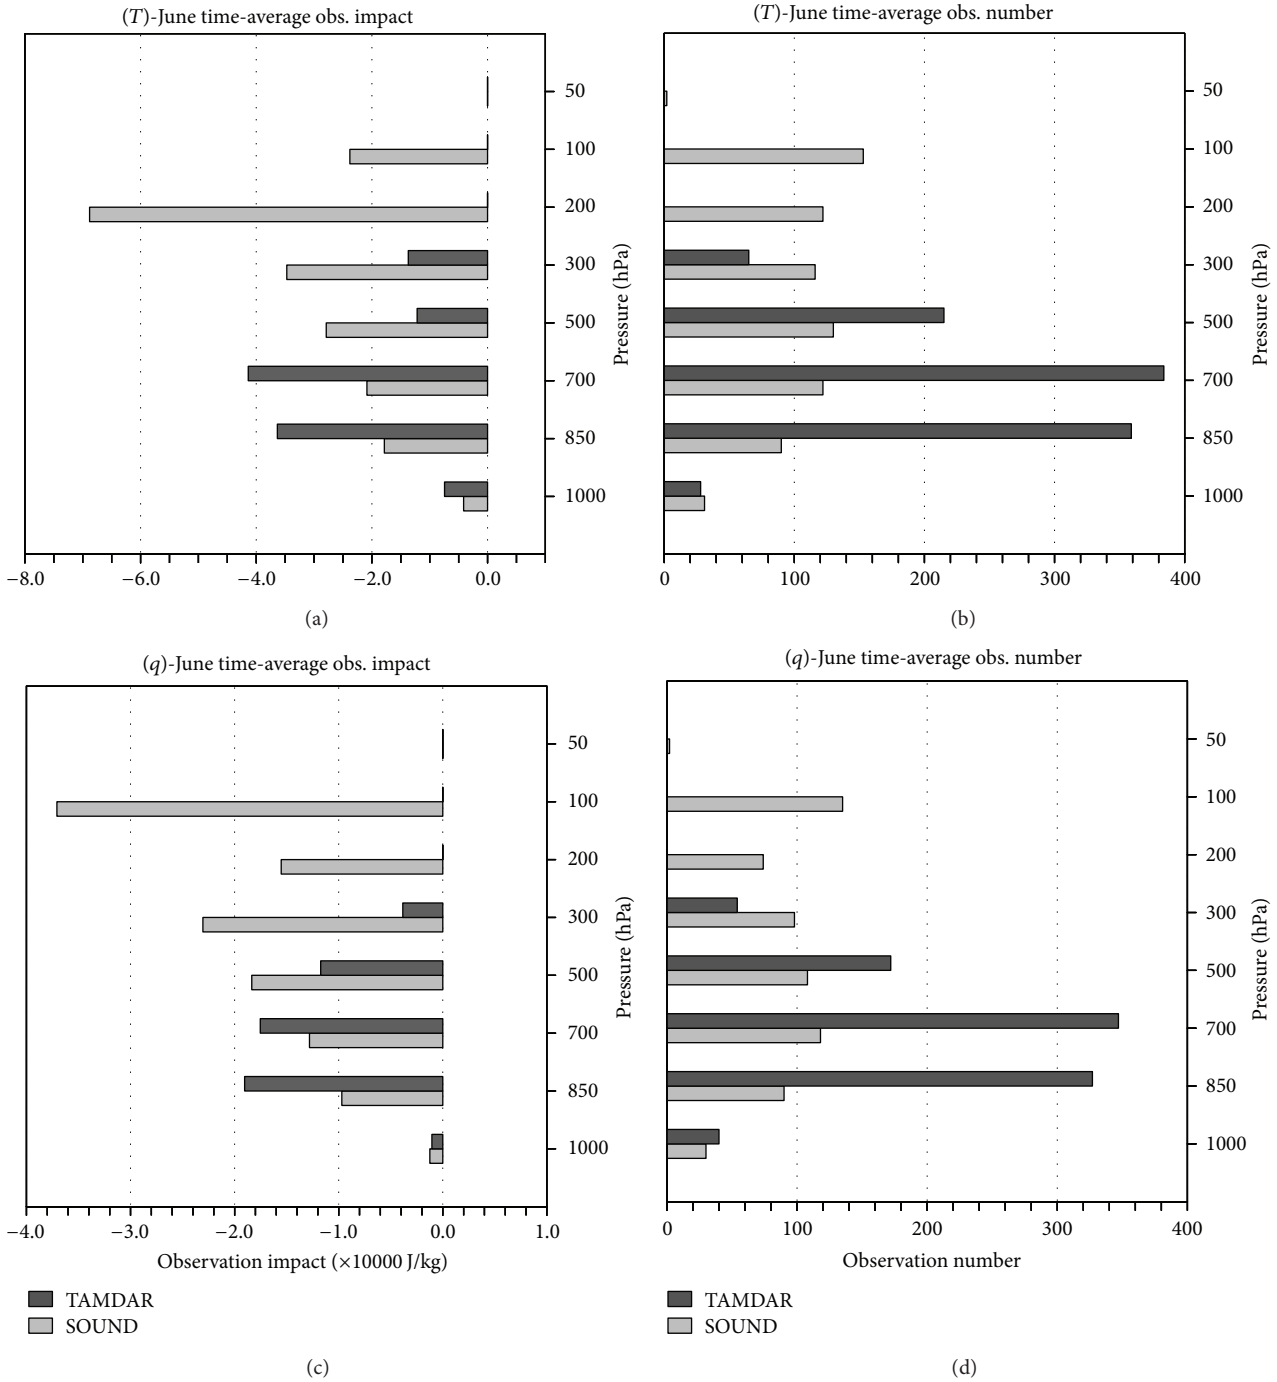 (T)-June time-average obs. impact
50
100
200
300
500
700
850
1000
Pressure (hPa)
−8.0 −6.0 −4.0 −2.0 0.0
(a)
(T)-June time-average obs. number
50
100
200
300
500
700
850
1000
Pressure (hPa)
0 100 200 300 400
(b)
(q)-June time-average obs. impact
50
100
200
300
500
700
850
1000
Pressure (hPa)
−4.0 −3.0 −2.0 −1.0 0.0 1.0
Observation impact (×10000 J/kg)
TAMDAR
SOUND
(c)
(q)-June time-average obs. number
50
100
200
300
500
700
850
1000
Pressure (hPa)
0 100 200 300 400
Observation number
TAMDAR
SOUND
(d)